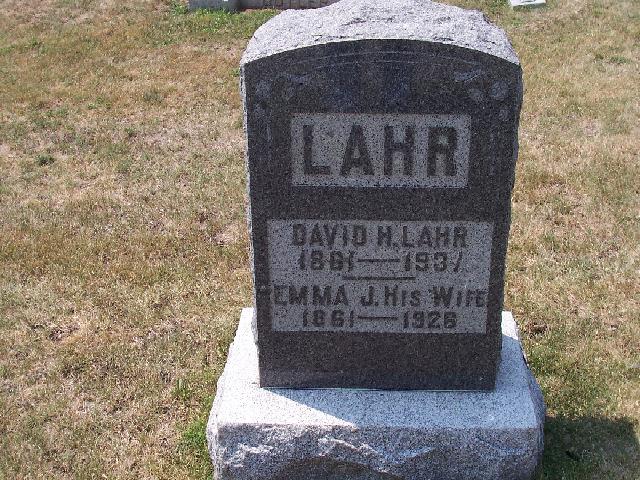 LAHR
DAVID H. LAHR
1861—1937
EMMA J. HIS WIFE
1861—1926